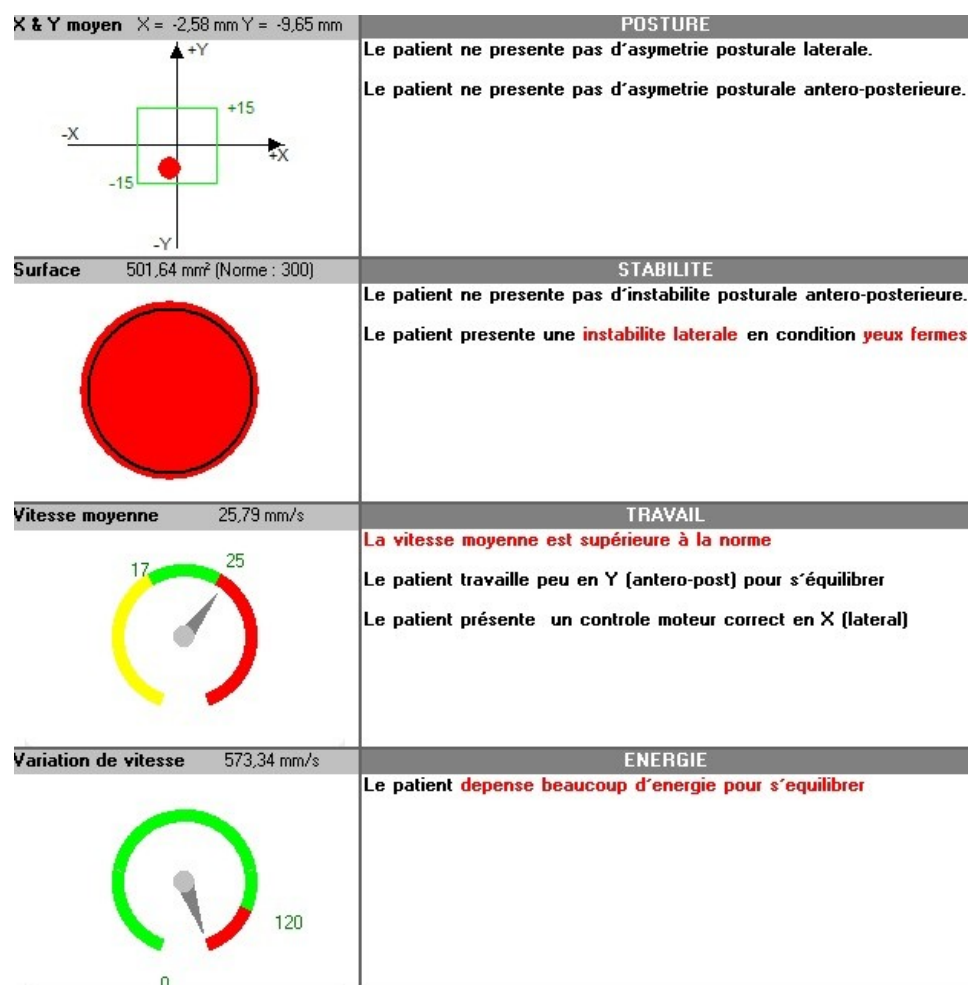 X & Y moyen X = -2,58 mm Y = -9,65 mm
POSTURE
+Y
+15
-X
+X
-15
-Y
Le patient ne presente pas d´asymetrie posturale laterale.
Le patient ne presente pas d´asymetrie posturale antero-posterieure.
Surface 501,64 mm² (Norme : 300)
STABILITE
Le patient ne presente pas d´instabilite posturale antero-posterieure.
Le patient presente une instabilite laterale en condition yeux fermes
Vitesse moyenne 25,79 mm/s
TRAVAIL
17
25
La vitesse moyenne est supérieure à la norme
Le patient travaille peu en Y (antero-post) pour s´équilibrer
Le patient présente un controle moteur correct en X (lateral)
Variation de vitesse 573,34 mm/s
ENERGIE
120
0
Le patient depense beaucoup d´energie pour s´equilibrer